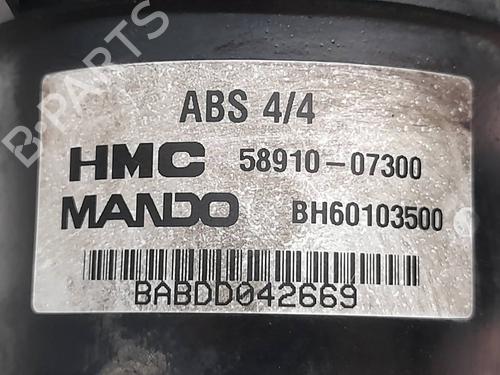 B-PARTS
ABS 4/4
HMC 58910-07300
MANDO BH60103500
BABDD042669